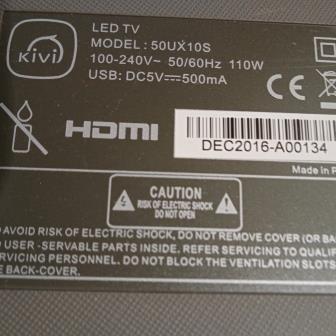 kivi
LED TV
MODEL: 50UX10S
100-240V~ 50/60Hz 110W
USB: DC5V⎓500mA
CE
HDMI
DEC2016-A00134
Made in
CAUTION
RISK OF ELECTRIC SHOCK
DO NOT OPEN
AVOID RISK OF ELECTRIC SHOCK, DO NOT REMOVE COVER (OR BA
USER -SERVABLE PARTS INSIDE. REFER SERVICING TO QUALIFI
SERVICING PERSONNEL. DO NOT BLOCK THE VENTILATION SLOTS
BACK-COVER.